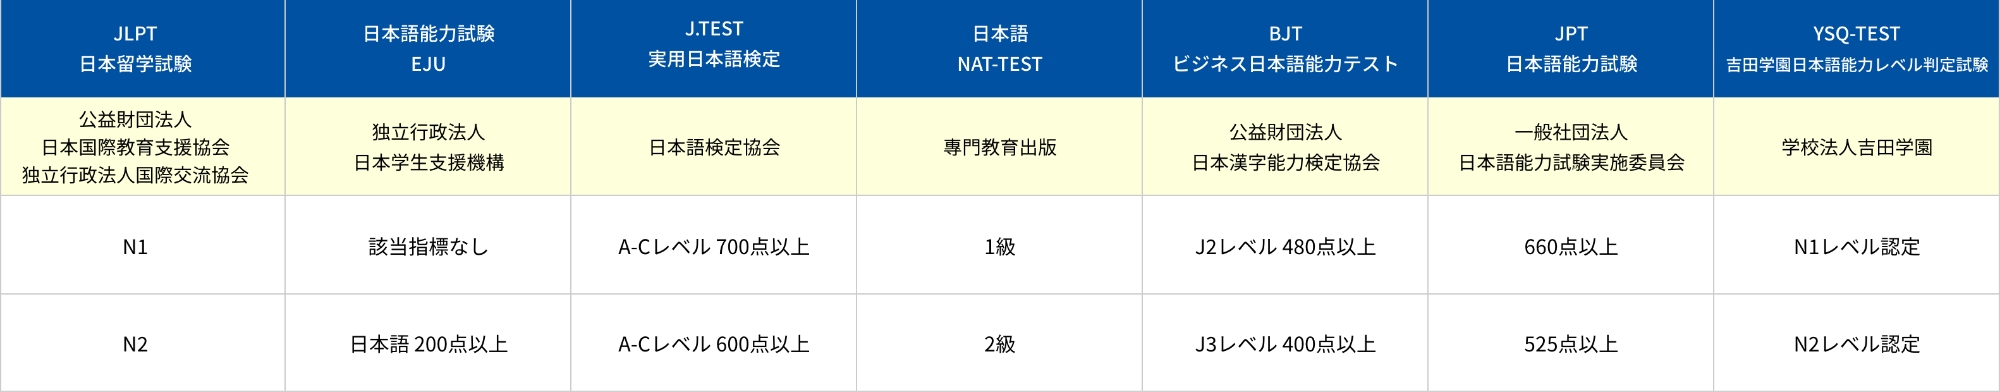 JLPT
日本留学試験
日本語能力試験
EJU
J.TEST
実用日本語検定
日本語
NAT-TEST
BJT
ビジネス日本語能力テスト
JPT
日本語能力試験
YSQ-TEST
吉田学園日本語能力レベル判定試験
公益財団法人
日本国際教育支援協会
独立行政法人国際交流協会
独立行政法人
日本学生支援機構
日本語検定協会
専門教育出版
公益財団法人
日本漢字能力検定協会
一般社団法人
日本語能力試験実施委員会
学校法人吉田学園
N1
該当指標なし
A-Cレベル 700点以上
1級
J2レベル 480点以上
660点以上
N1レベル認定
N2
日本語 200点以上
A-Cレベル 600点以上
2級
J3レベル 400点以上
525点以上
N2レベル認定